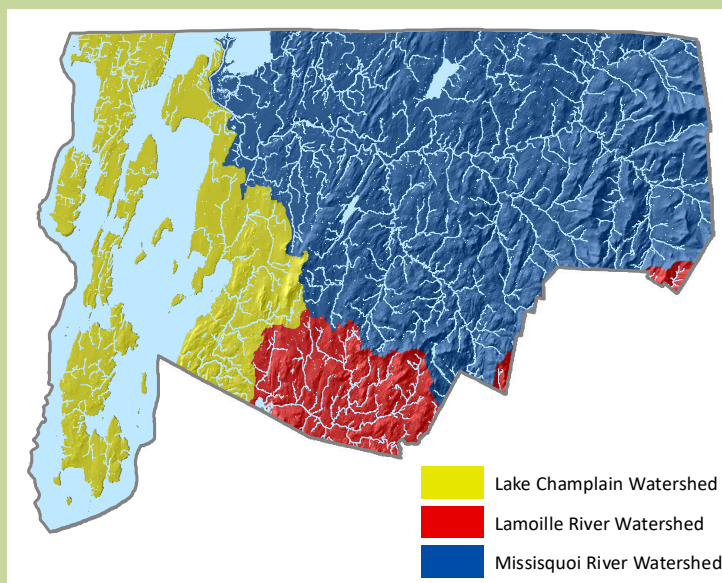 Lake Champlain Watershed
Lamoille River Watershed
Missisquoi River Watershed